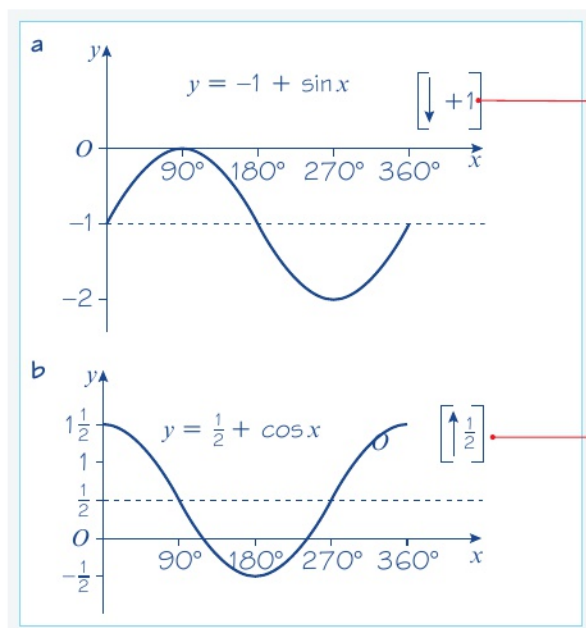 a
y
y = −1 + sin x
[↓ +1]
O
90° 180° 270° 360° x
−1
−2
b
y
1½
y = ½ + cos x
[↑ ½]
O
1
½
O
90° 180° 270° 360° x
−½